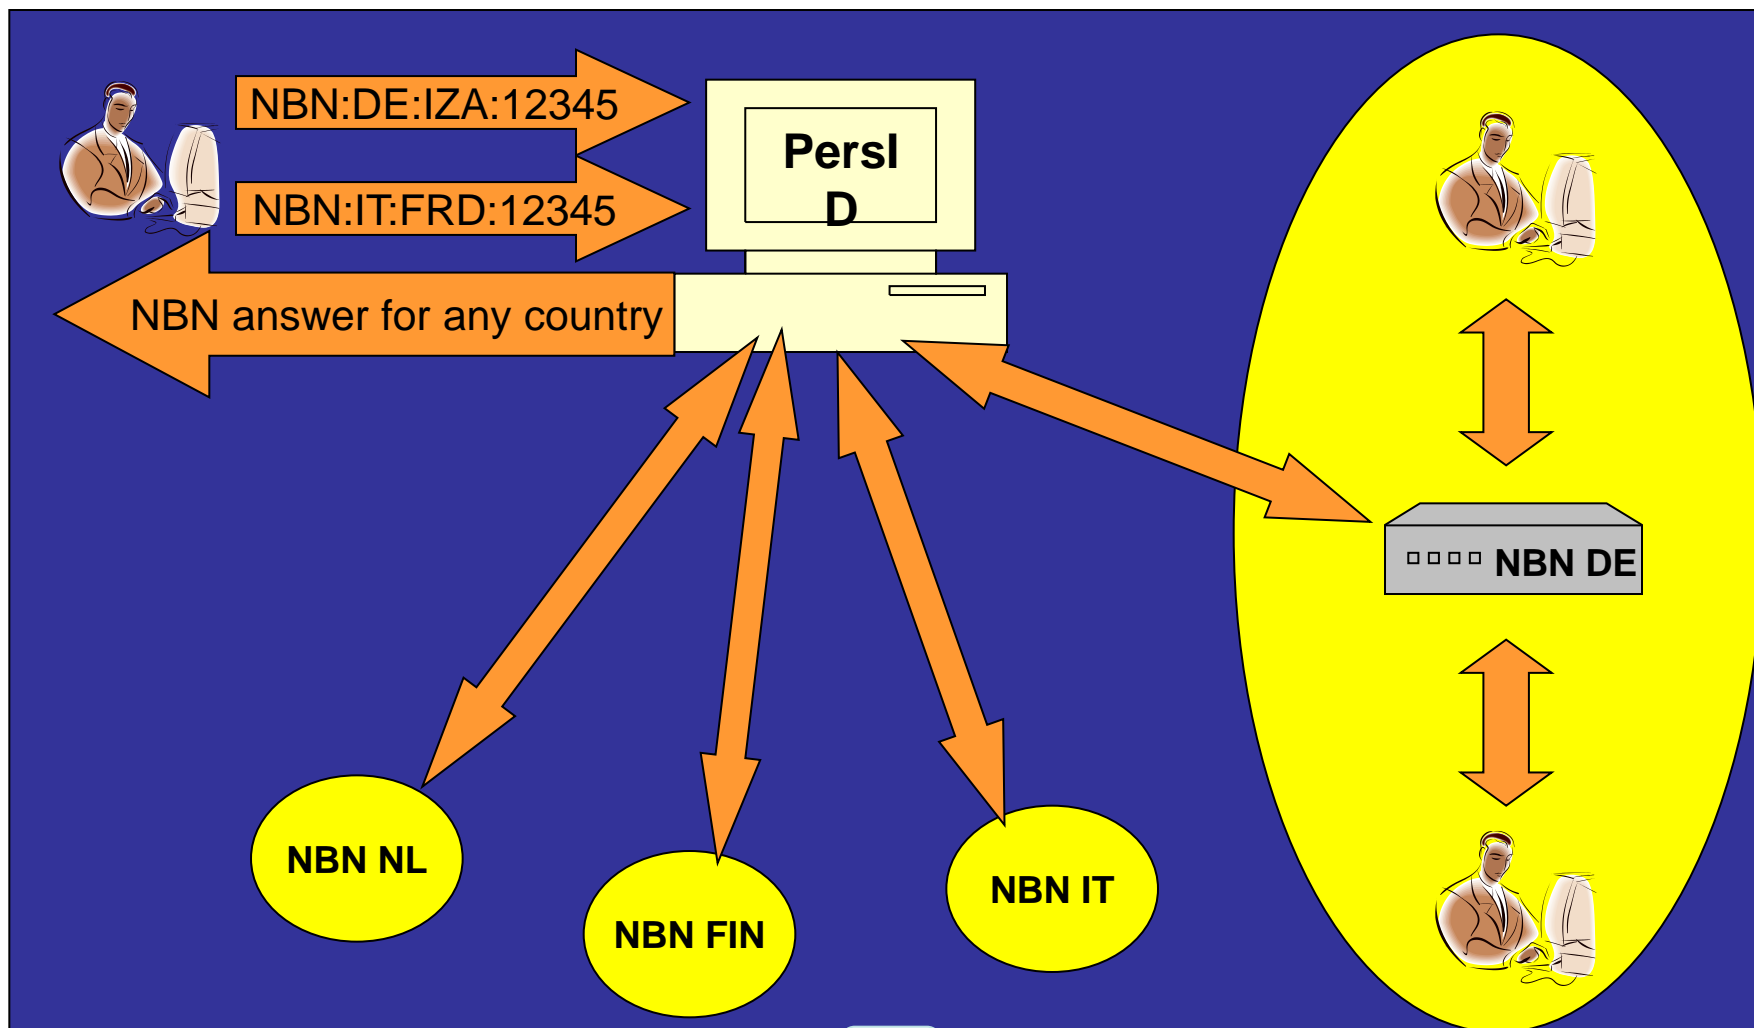 NBN:DE:IZA:12345
PersI
D
NBN:IT:FRD:12345
NBN answer for any country
NBN DE
NBN NL
NBN FIN
NBN IT